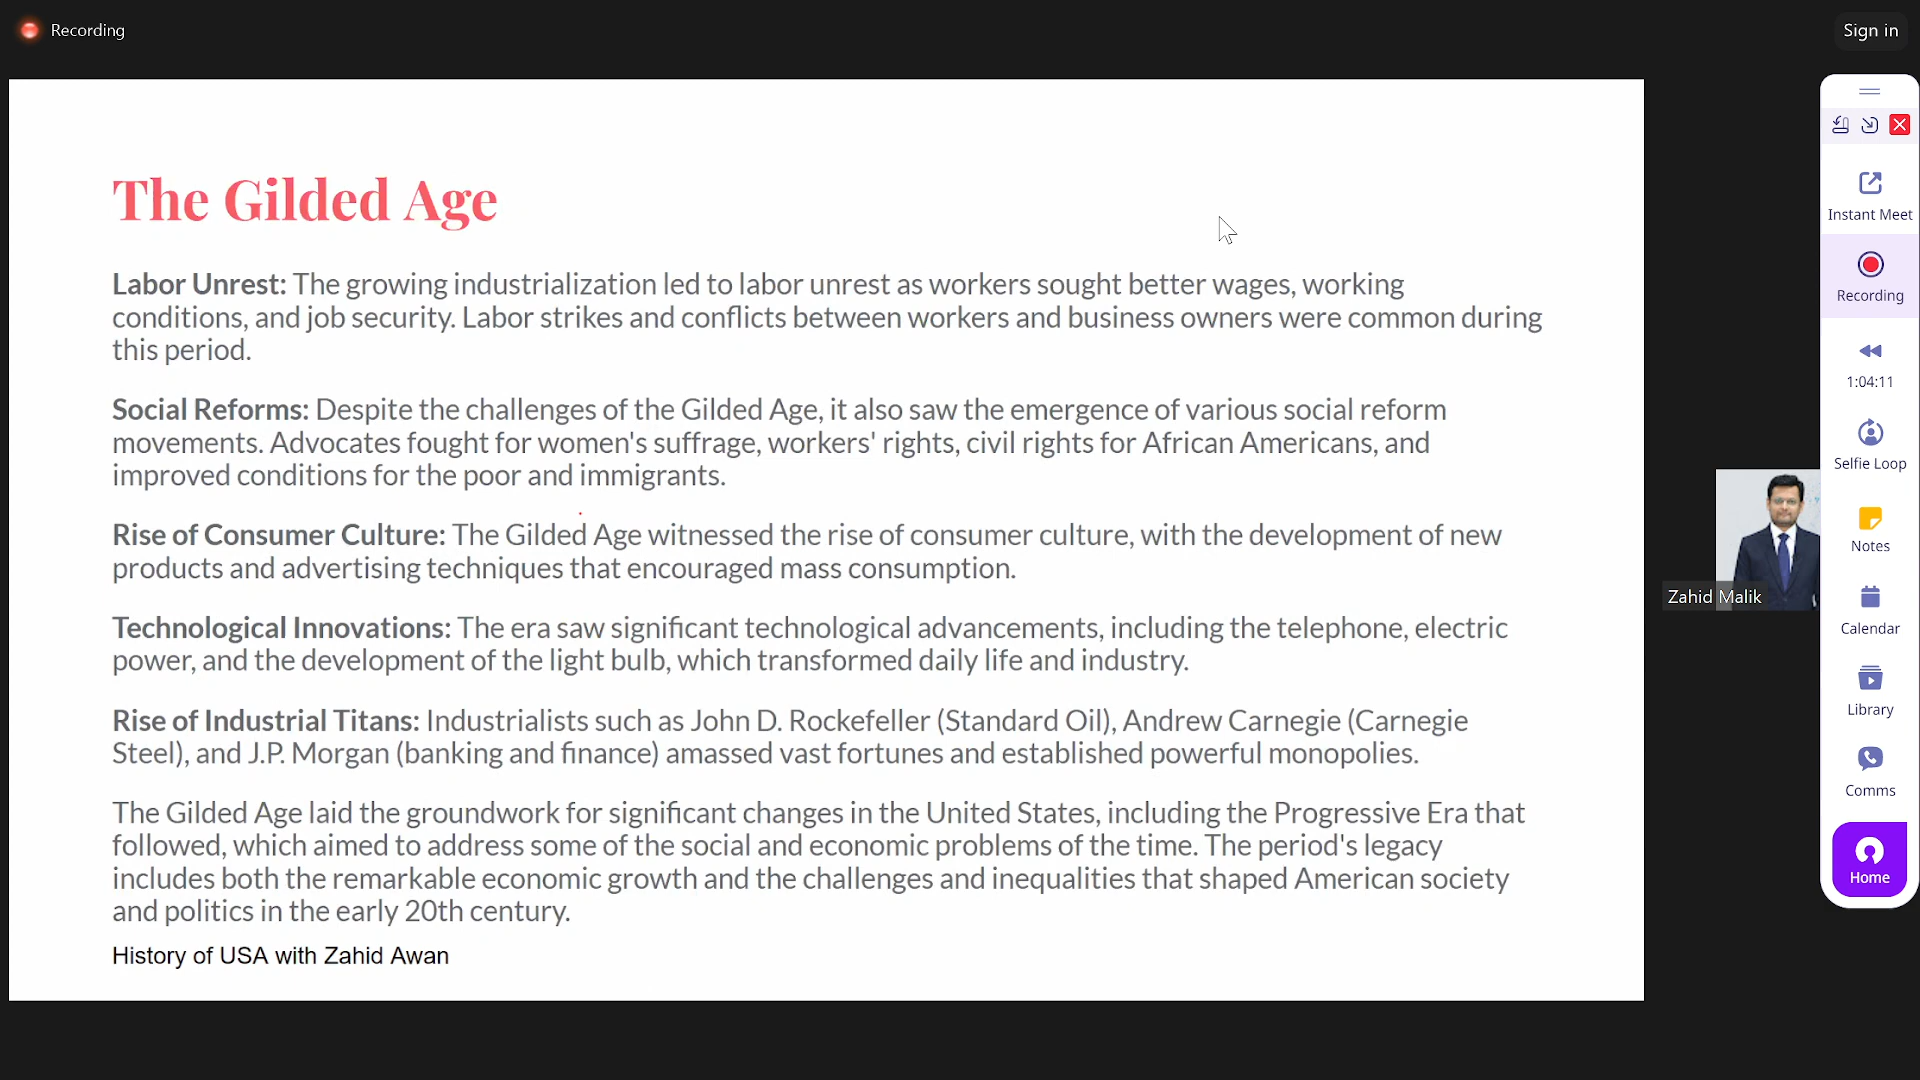 Recording
Sign in
The Gilded Age
Labor Unrest: The growing industrialization led to labor unrest as workers sought better wages, working
conditions, and job security. Labor strikes and conflicts between workers and business owners were common during
this period.
Social Reforms: Despite the challenges of the Gilded Age, it also saw the emergence of various social reform
movements. Advocates fought for women's suffrage, workers' rights, civil rights for African Americans, and
improved conditions for the poor and immigrants.
Rise of Consumer Culture: The Gilded Age witnessed the rise of consumer culture, with the development of new
products and advertising techniques that encouraged mass consumption.
Technological Innovations: The era saw significant technological advancements, including the telephone, electric
power, and the development of the light bulb, which transformed daily life and industry.
Rise of Industrial Titans: Industrialists such as John D. Rockefeller (Standard Oil), Andrew Carnegie (Carnegie
Steel), and J.P. Morgan (banking and finance) amassed vast fortunes and established powerful monopolies.
The Gilded Age laid the groundwork for significant changes in the United States, including the Progressive Era that
followed, which aimed to address some of the social and economic problems of the time. The period's legacy
includes both the remarkable economic growth and the challenges and inequalities that shaped American society
and politics in the early 20th century.
History of USA with Zahid Awan
Zahid Malik
Instant Meet
Recording
1:04:11
Selfie Loop
Notes
Calendar
Library
Comms
Home